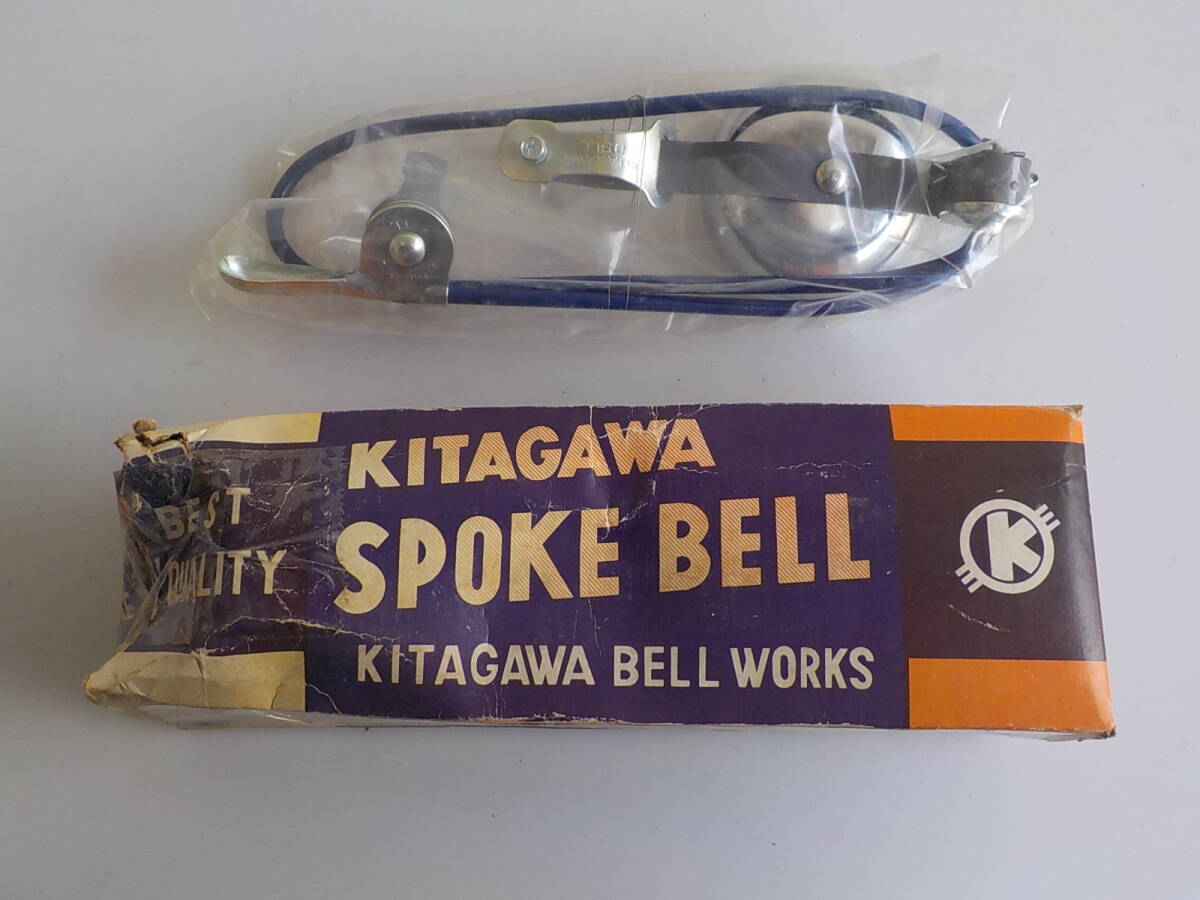 BEST
QUALITY
KITAGAWA
SPOKE BELL
KITAGAWA BELL WORKS
K